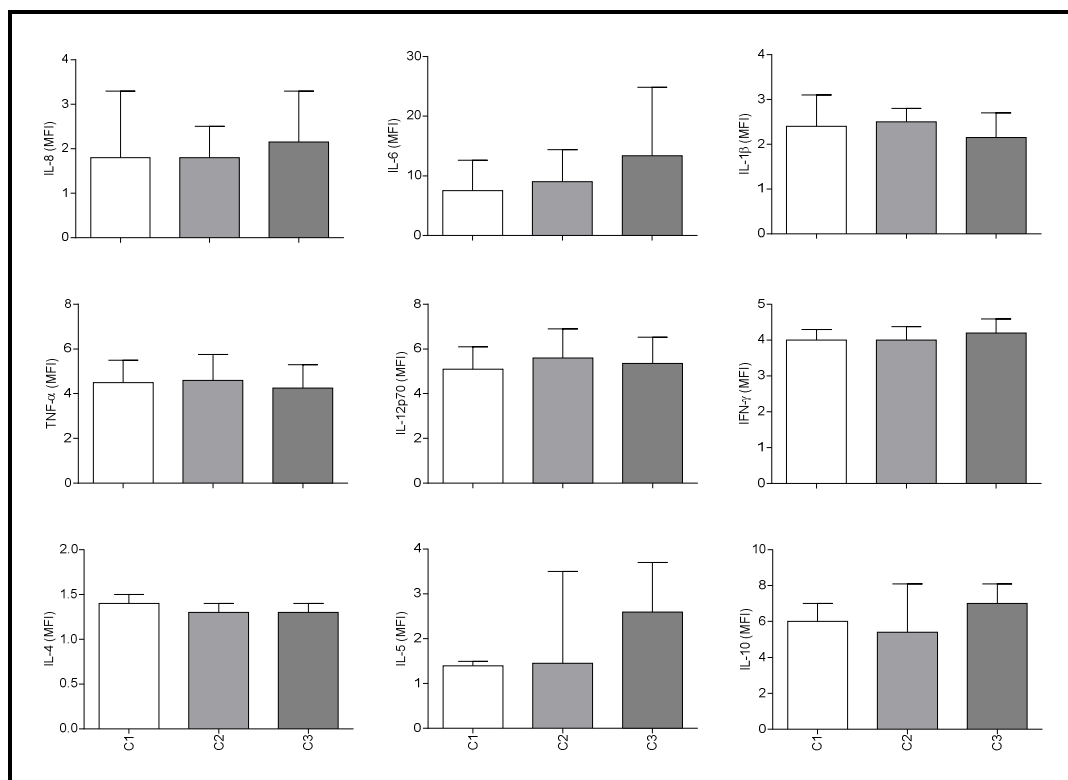 IL-8 (MFI)
4
3
2
1
0
IL-6 (MFI)
30
20
10
0
IL-1β (MFI)
4
3
2
1
0
TNF-α (MFI)
8
6
4
2
0
IL-12p70 (MFI)
8
6
4
2
0
IFN-γ (MFI)
5
4
3
2
1
0
IL-4 (MFI)
2.0
1.5
1.0
0.5
0.0
C1
C2
C3
IL-5 (MFI)
4
3
2
1
0
C1
C2
C3
IL-10 (MFI)
10
8
6
4
2
0
C1
C2
C3